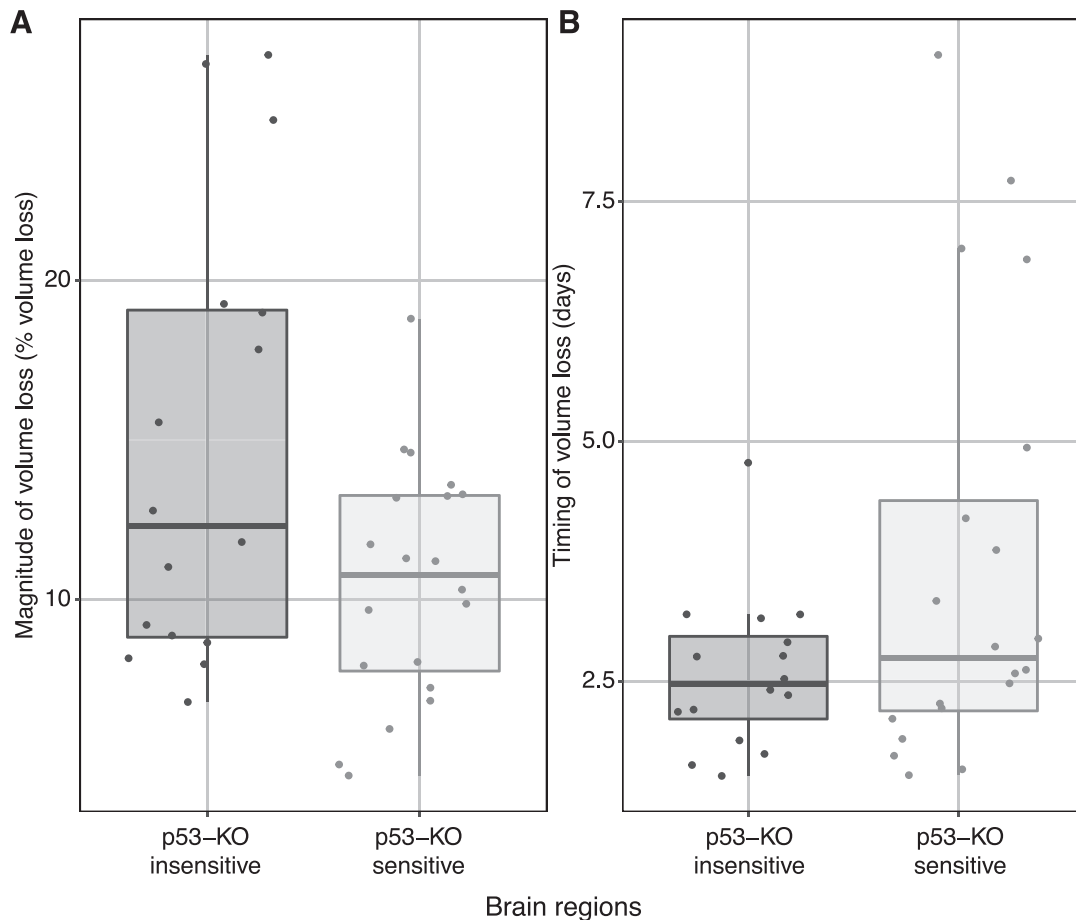 A
Magnitude of volume loss (% volume loss)
20
10
p53–KO
insensitive
p53–KO
sensitive
B
Timing of volume loss (days)
7.5
5.0
2.5
p53–KO
insensitive
p53–KO
sensitive
Brain regions